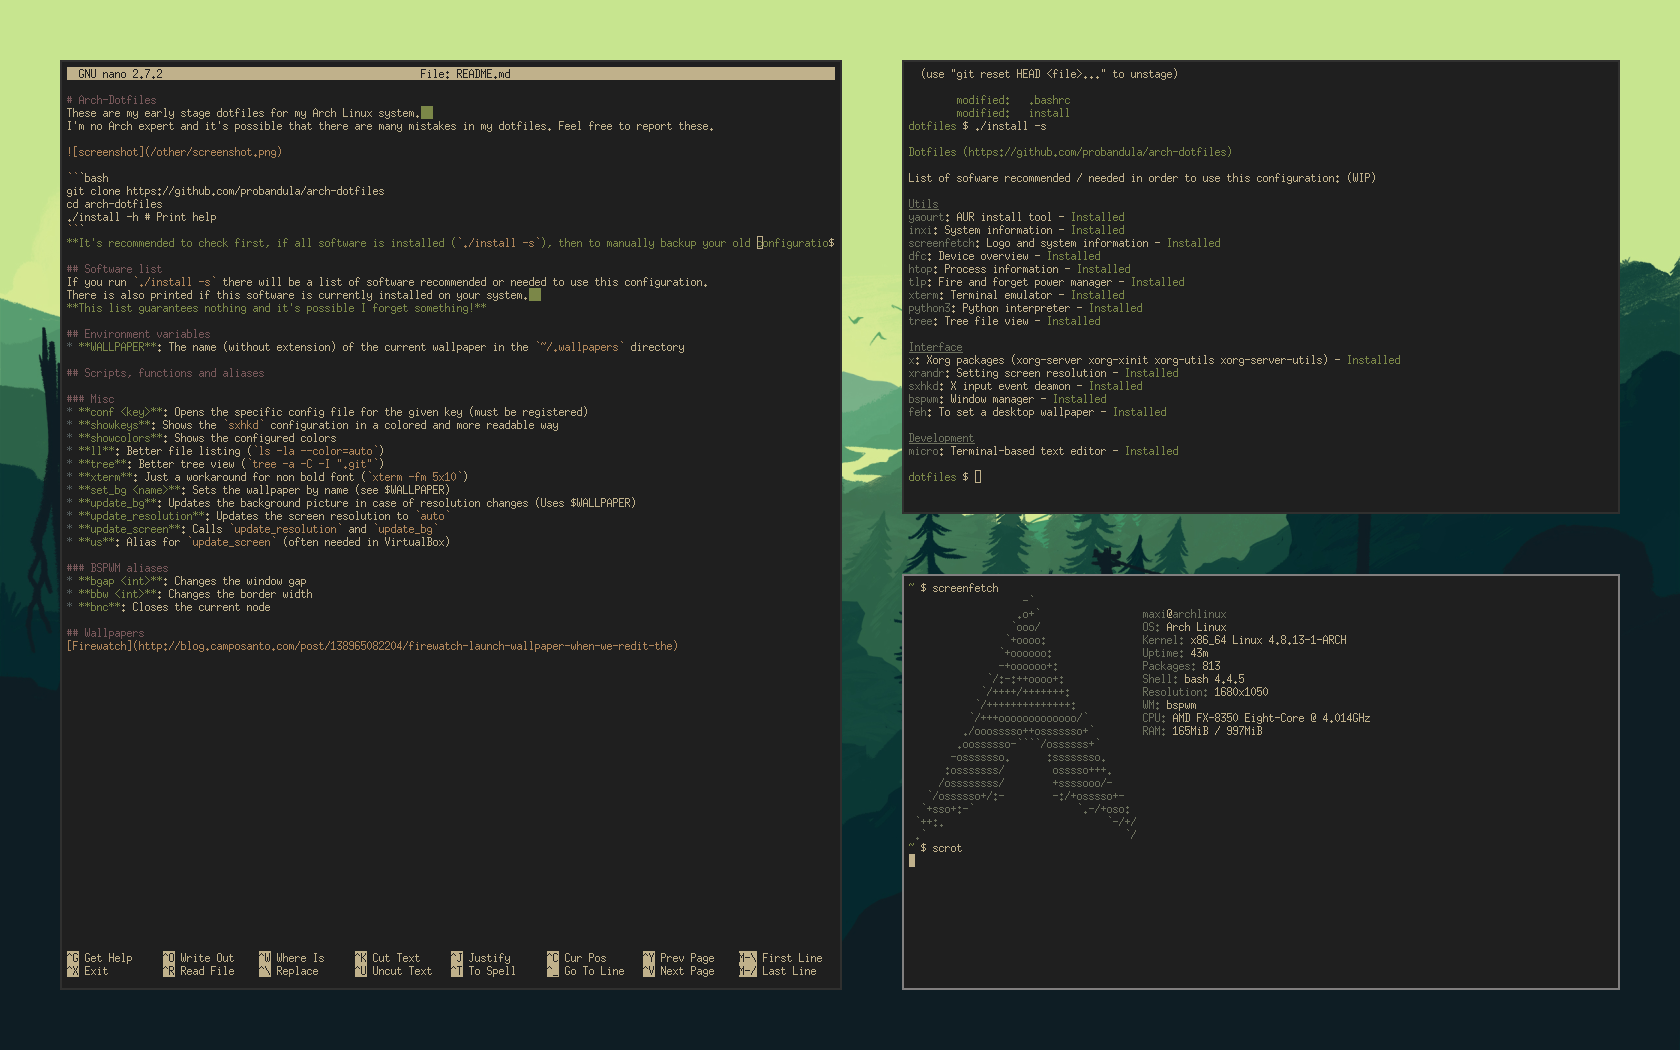 GNU nano 2.7.2 File: README.md
# Arch-Dotfiles
These are my early stage dotfiles for my Arch Linux system.
I'm no Arch expert and it's possible that there are many mistakes in my dotfiles. Feel free to report these.
![screenshot](/other/screenshot.png)
```bash
git clone https://github.com/probandula/arch-dotfiles
cd arch-dotfiles
./install -h # Print help
```
**It's recommended to check first, if all software is installed (`./install -s`), then to manually backup your old configuratio$
## Software list
If you run `./install -s` there will be a list of software recommended or needed to use this configuration.
There is also printed if this software is currently installed on your system.
**This list guarantees nothing and it's possible I forget something!**
## Environment variables
* **WALLPAPER**: The name (without extension) of the current wallpaper in the `~/.wallpapers` directory
## Scripts, functions and aliases
### Misc
* **conf <key>**: Opens the specific config file for the given key (must be registered)
* **showkeys**: Shows the `sxhkd` configuration in a colored and more readable way
* **showcolors**: Shows the configured colors
* **ll**: Better file listing (`ls -la --color=auto`)
* **tree**: Better tree view (`tree -a -C -I ".git"`)
* **xterm**: Just a workaround for non bold font (`xterm -fm 5x10`)
* **set_bg <name>**: Sets the wallpaper by name (see $WALLPAPER)
* **update_bg**: Updates the background picture in case of resolution changes (Uses $WALLPAPER)
* **update_resolution**: Updates the screen resolution to `auto`
* **update_screen**: Calls `update_resolution` and `update_bg`
* **us**: Alias for `update_screen` (often needed in VirtualBox)
### BSPWM aliases
* **bgap <int>**: Changes the window gap
* **bbw <int>**: Changes the border width
* **bnc**: Closes the current node
## Wallpapers
[Firewatch](http://blog.camposanto.com/post/138965082204/firewatch-launch-wallpaper-when-we-redit-the)
^G Get Help ^O Write Out ^W Where Is ^K Cut Text ^J Justify ^C Cur Pos ^Y Prev Page M-\ First Line
^X Exit ^R Read File ^\ Replace ^U Uncut Text ^T To Spell ^_ Go To Line ^V Next Page M-/ Last Line
(use "git reset HEAD <file>..." to unstage)
modified: .bashrc
modified: install
dotfiles $ ./install -s
Dotfiles (https://github.com/probandula/arch-dotfiles)
List of sofware recommended / needed in order to use this configuration: (WIP)
Utils
yaourt: AUR install tool - Installed
inxi: System information - Installed
screenfetch: Logo and system information - Installed
dfc: Device overview - Installed
htop: Process information - Installed
tlp: Fire and forget power manager - Installed
xterm: Terminal emulator - Installed
python3: Python interpreter - Installed
tree: Tree file view - Installed
Interface
x: Xorg packages (xorg-server xorg-xinit xorg-utils xorg-server-utils) - Installed
xrandr: Setting screen resolution - Installed
sxhkd: X input event deamon - Installed
bspwm: Window manager - Installed
feh: To set a desktop wallpaper - Installed
Development
micro: Terminal-based text editor - Installed
dotfiles $
~ $ screenfetch
-`
.o+` maxi@archlinux
`ooo/ OS: Arch Linux
`+oooo: Kernel: x86_64 Linux 4.8.13-1-ARCH
`+oooooo: Uptime: 43m
-+oooooo+: Packages: 813
`/:-:++oooo+: Shell: bash 4.4.5
`/++++/+++++++: Resolution: 1680x1050
`/++++++++++++++: WM: bspwm
`/+++ooooooooooooo/` CPU: AMD FX-8350 Eight-Core @ 4.014GHz
./ooosssso++osssssso+` RAM: 165MiB / 997MiB
.oossssso-````/ossssss+`
-osssssso. :ssssssso.
:osssssss/ osssso+++.
/ossssssss/ +ssssooo/-
`/ossssso+/:- -:/+osssso+-
`+sso+:-` `.-/+oso:
`++:. `-/+/
.` `/
~ $ scrot